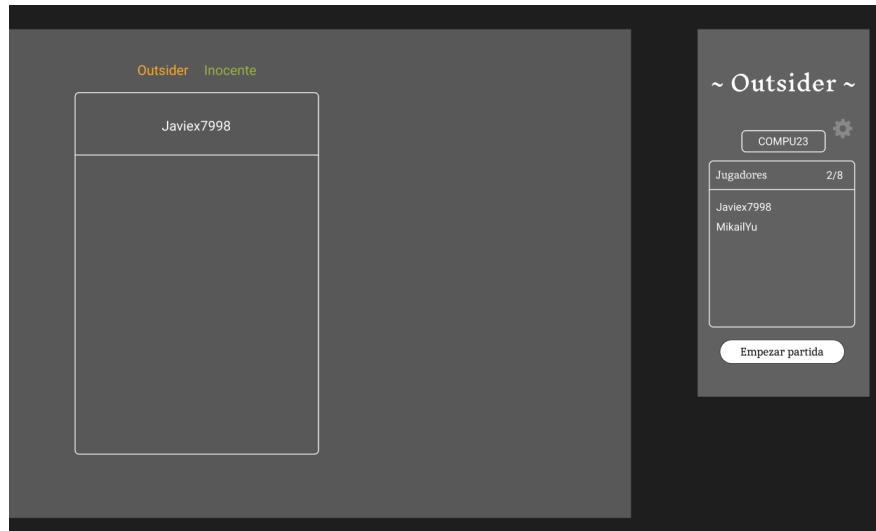 Outsider Inocente
Javiex7998
~ Outsider ~
COMPU23
Jugadores 2/8
Javiex7998
MikailYu
Empezar partida